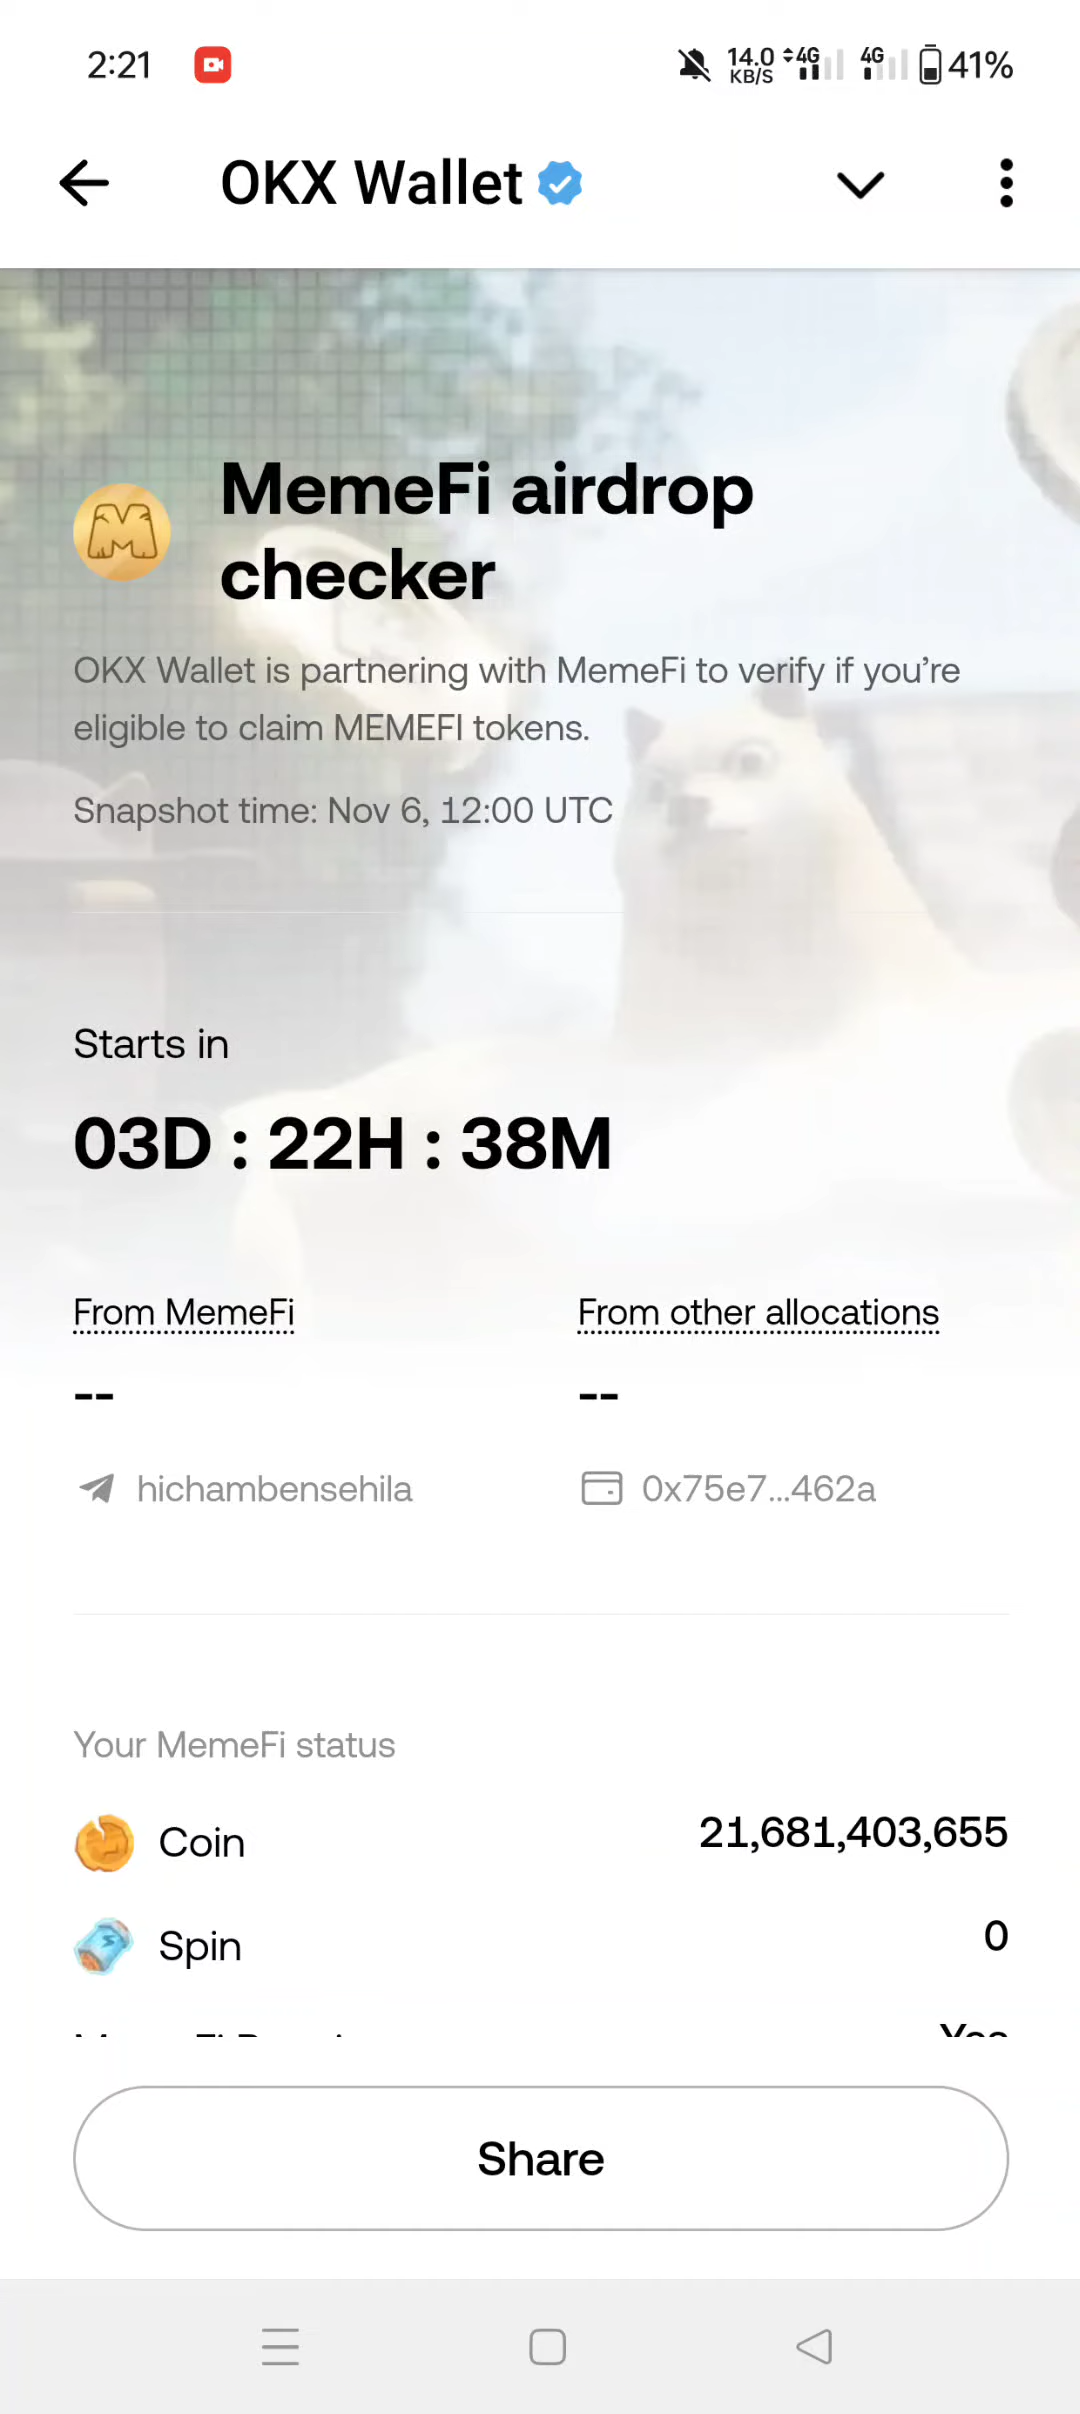 2:21
14.0 KB/S 4G 4G 41%
OKX Wallet
MemeFi airdrop
checker
OKX Wallet is partnering with MemeFi to verify if you’re
eligible to claim MEMEFI tokens.
Snapshot time: Nov 6, 12:00 UTC
Starts in
03D : 22H : 38M
From MemeFi From other allocations
-- --
hichambensehila 0x75e7...462a
Your MemeFi status
Coin 21,681,403,655
Spin 0
Yes
Share